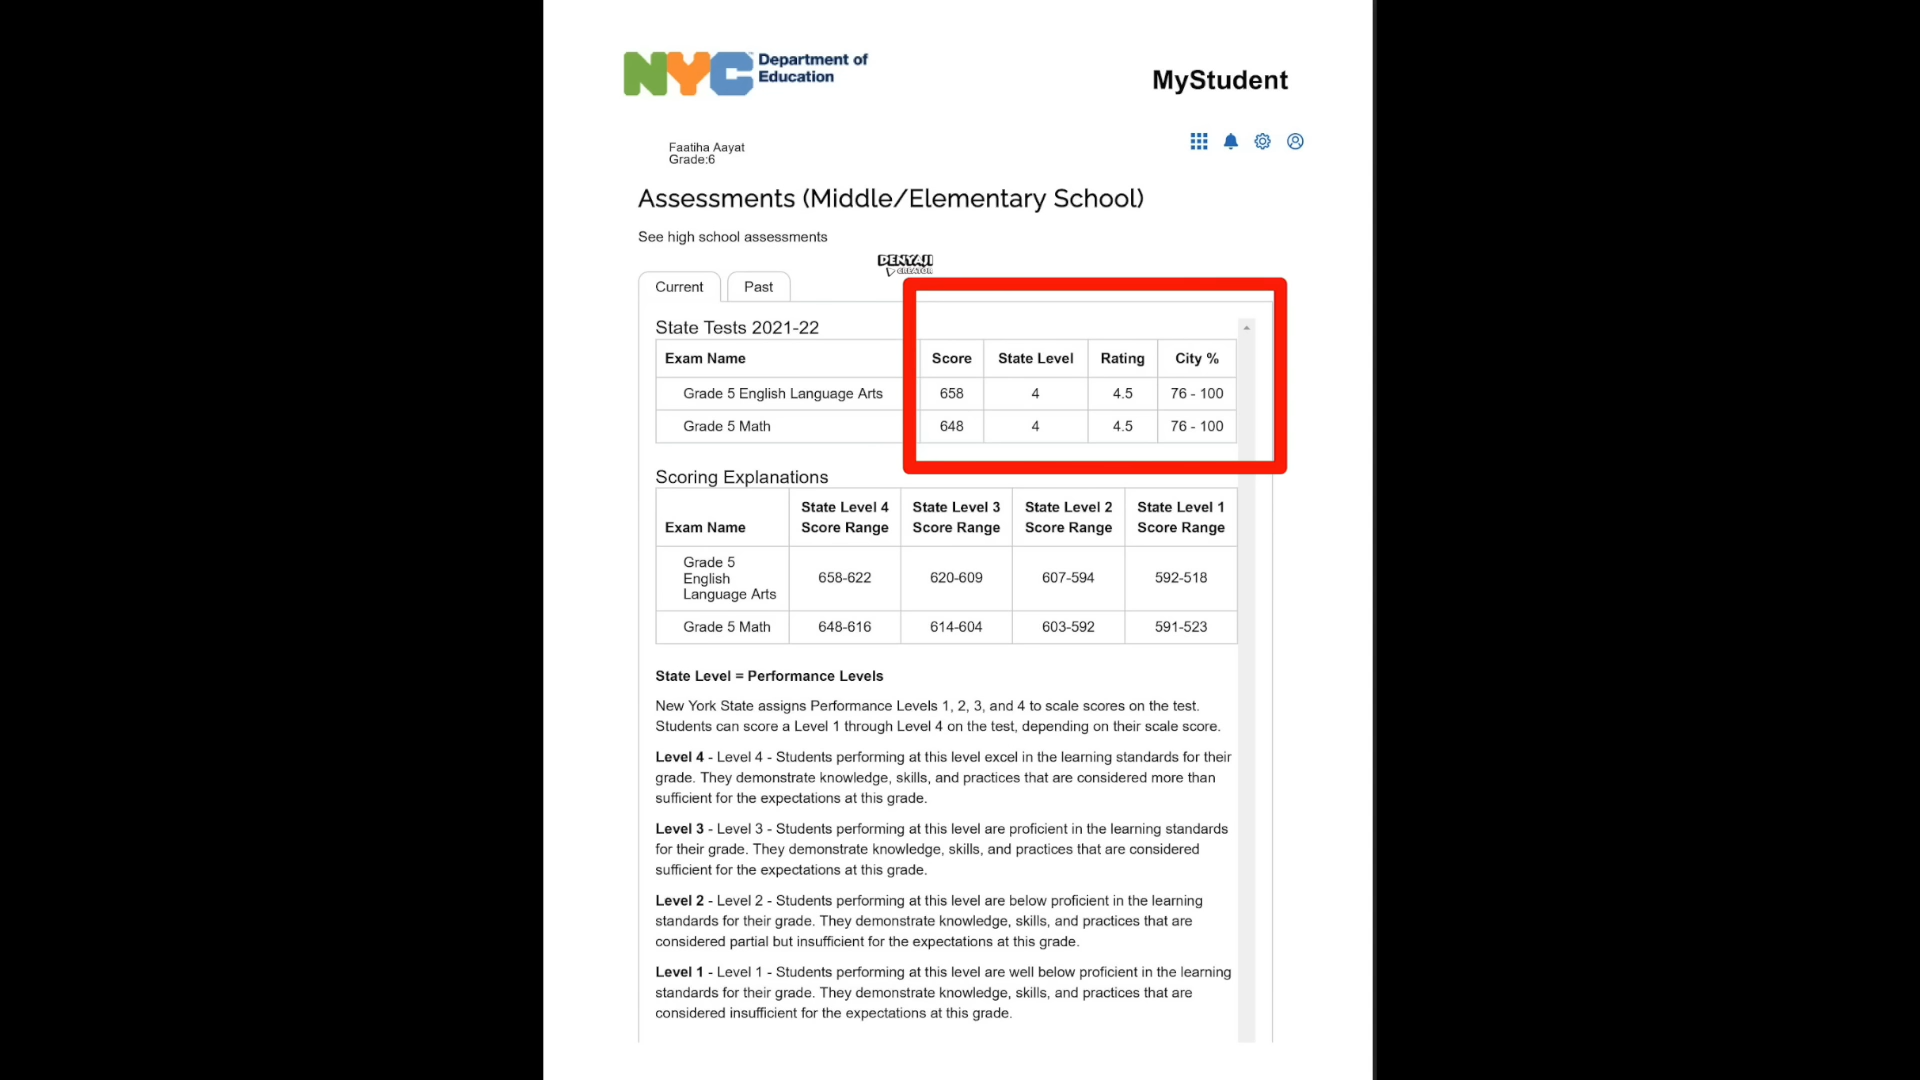 NYC Department of
Education
MyStudent
Faatiha Aayat
Grade:6
Assessments (Middle/Elementary School)
See high school assessments
DENYAJI
CREATOR
Current Past
State Tests 2021-22
Exam Name Score State Level Rating City %
Grade 5 English Language Arts 658 4 4.5 76 - 100
Grade 5 Math 648 4 4.5 76 - 100
Scoring Explanations
Exam Name State Level 4 Score Range State Level 3 Score Range State Level 2 Score Range State Level 1 Score Range
Grade 5 English Language Arts 658-622 620-609 607-594 592-518
Grade 5 Math 648-616 614-604 603-592 591-523
State Level = Performance Levels
New York State assigns Performance Levels 1, 2, 3, and 4 to scale scores on the test.
Students can score a Level 1 through Level 4 on the test, depending on their scale score.
Level 4 - Level 4 - Students performing at this level excel in the learning standards for their
grade. They demonstrate knowledge, skills, and practices that are considered more than
sufficient for the expectations at this grade.
Level 3 - Level 3 - Students performing at this level are proficient in the learning standards
for their grade. They demonstrate knowledge, skills, and practices that are considered
sufficient for the expectations at this grade.
Level 2 - Level 2 - Students performing at this level are below proficient in the learning
standards for their grade. They demonstrate knowledge, skills, and practices that are
considered partial but insufficient for the expectations at this grade.
Level 1 - Level 1 - Students performing at this level are well below proficient in the learning
standards for their grade. They demonstrate knowledge, skills, and practices that are
considered insufficient for the expectations at this grade.